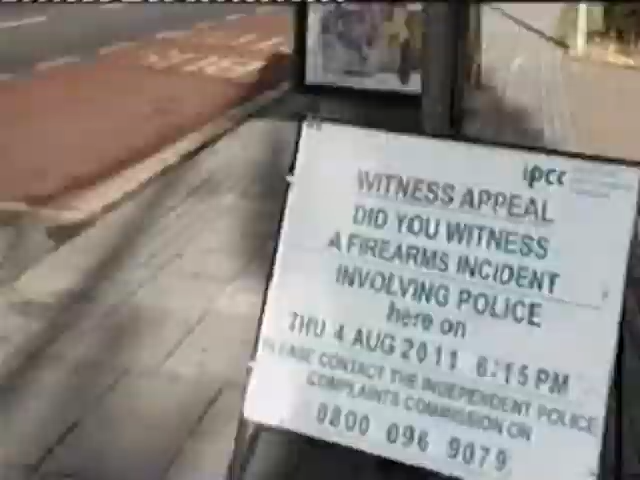 ipcc
WITNESS APPEAL
DID YOU WITNESS
A FIREARMS INCIDENT
INVOLVING POLICE
here on
THU 4 AUG 2011 6:15 PM
PLEASE CONTACT THE INDEPENDENT POLICE
COMPLAINTS COMMISSION ON
0800 096 9079